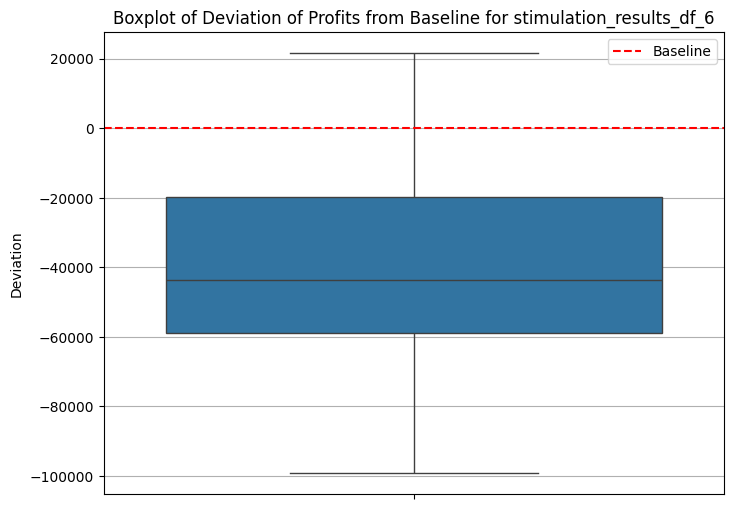 Boxplot of Deviation of Profits from Baseline for stimulation_results_df_6
Baseline
20000
0
−20000
−40000
−60000
−80000
−100000
Deviation